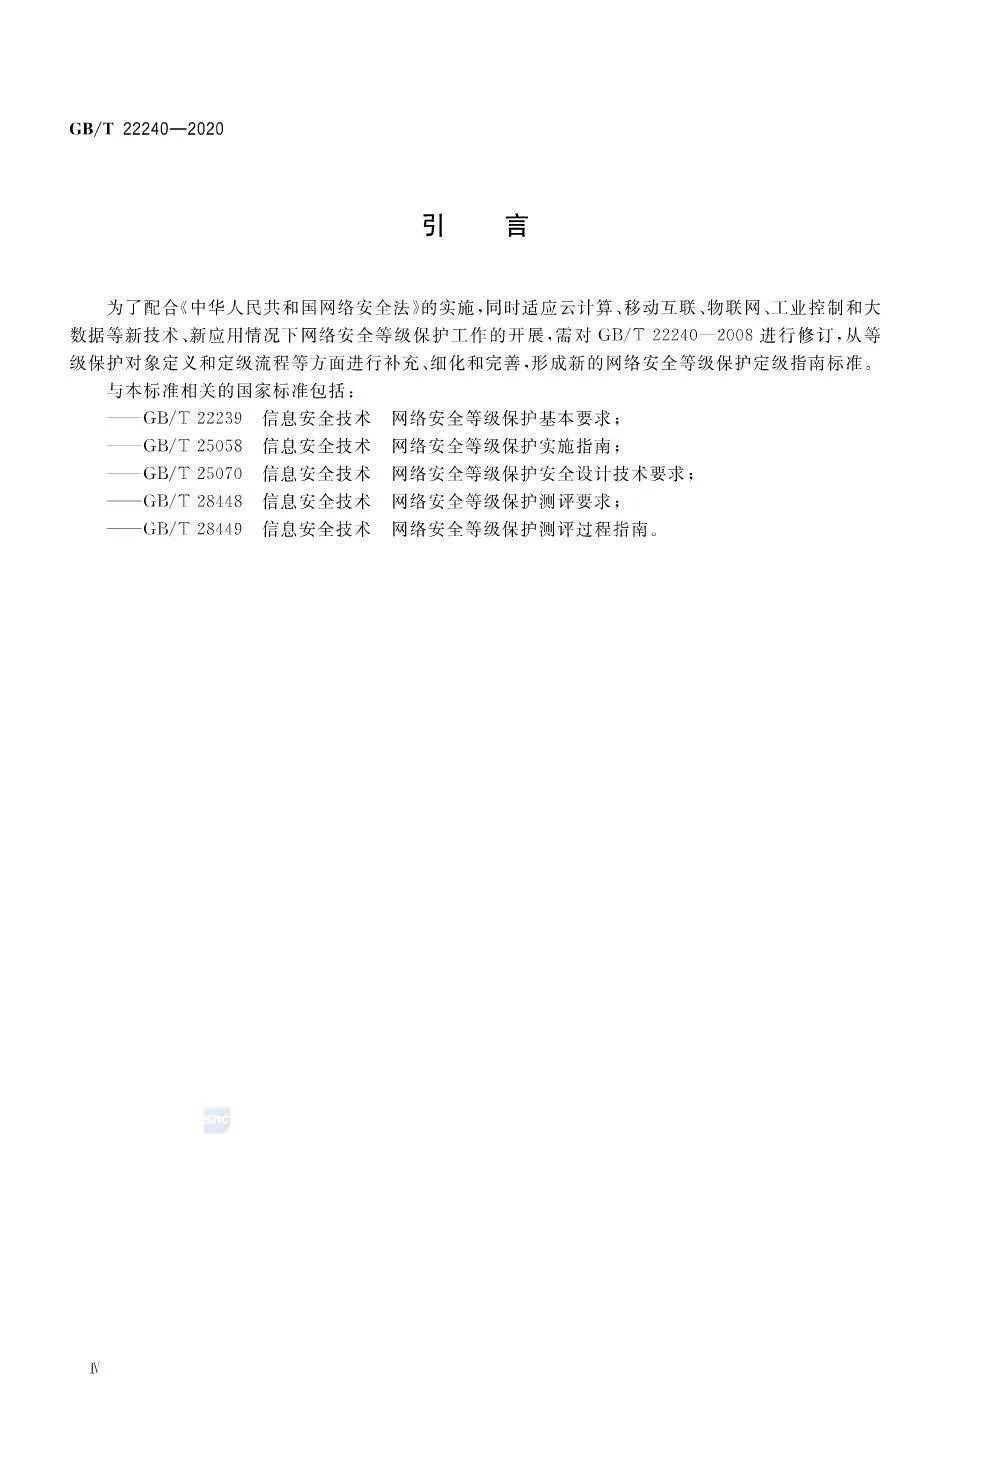 GB/T 22240—2020
引　　言
为了配合《中华人民共和国网络安全法》的实施,同时适应云计算、移动互联、物联网、工业控制和大
数据等新技术、新应用情况下网络安全等级保护工作的开展,需对 GB/T 22240—2008 进行修订,从等
级保护对象定义和定级流程等方面进行补充、细化和完善,形成新的网络安全等级保护定级指南标准。
与本标准相关的国家标准包括:
——GB/T 22239　信息安全技术　网络安全等级保护基本要求;
——GB/T 25058　信息安全技术　网络安全等级保护实施指南;
——GB/T 25070　信息安全技术　网络安全等级保护安全设计技术要求;
——GB/T 28448　信息安全技术　网络安全等级保护测评要求;
——GB/T 28449　信息安全技术　网络安全等级保护测评过程指南。
Ⅳ